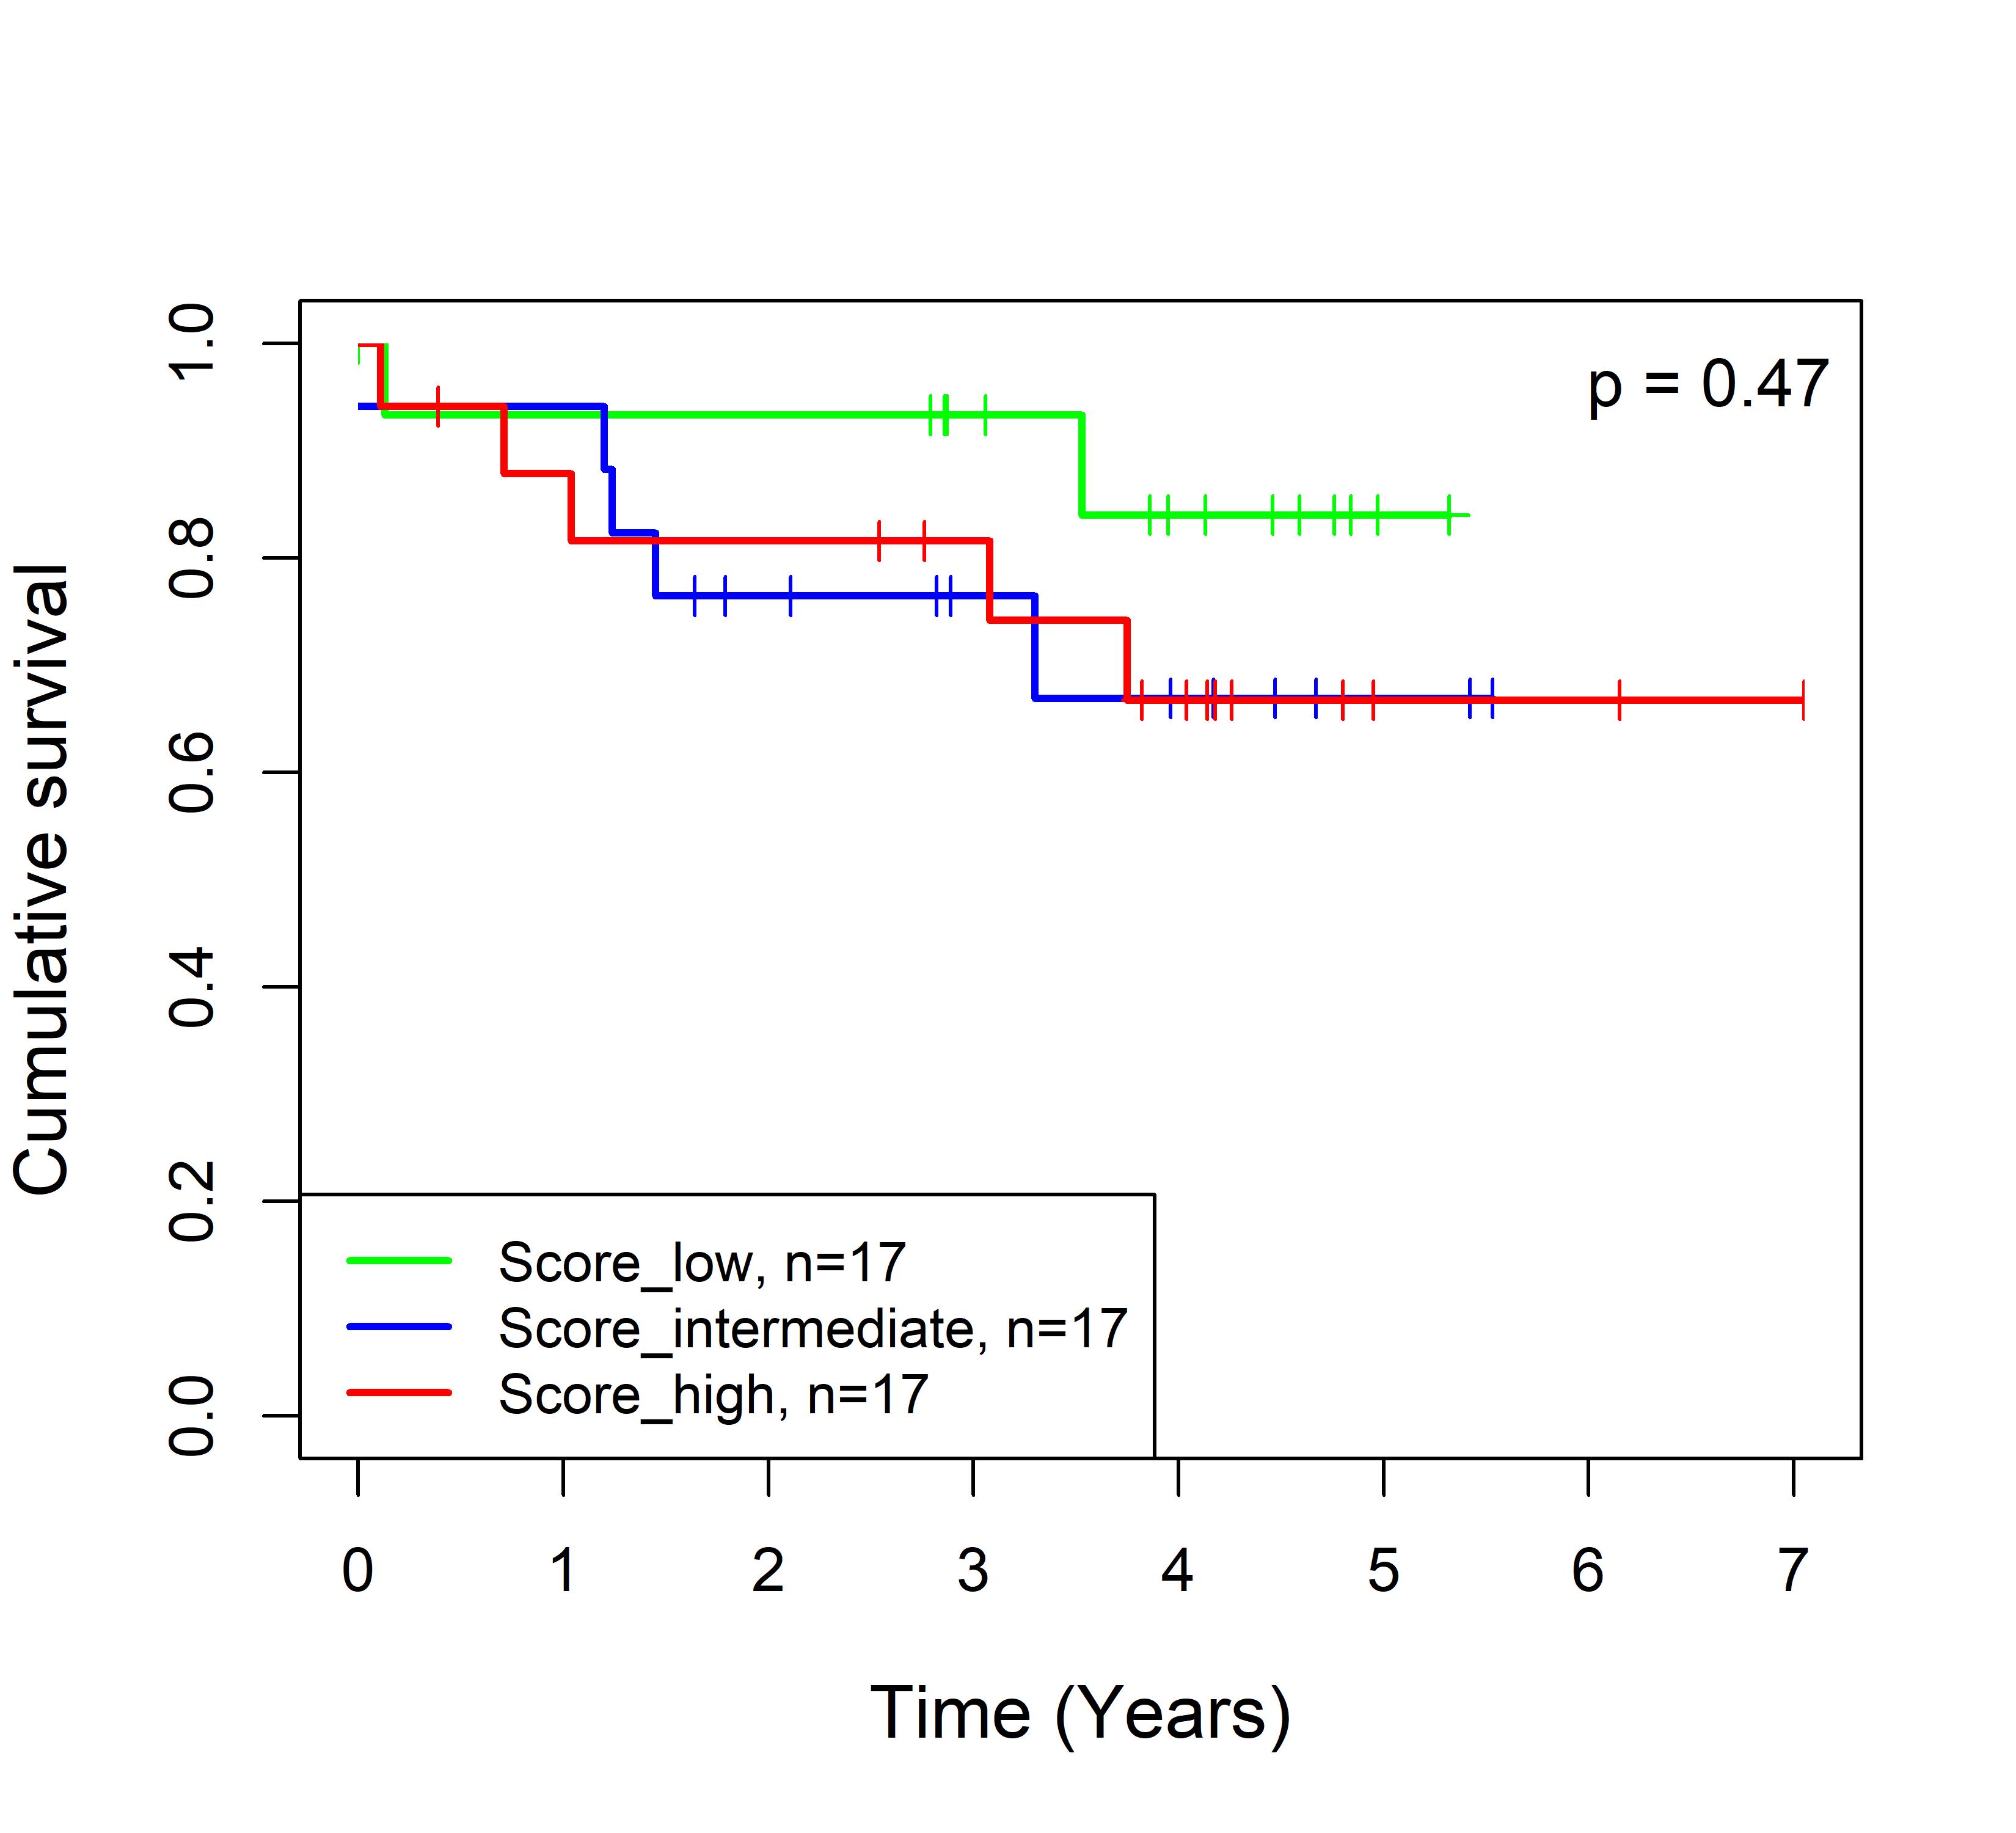 p = 0.47
Cumulative survival
1.0
0.8
0.6
0.4
0.2
0.0
Score_low, n=17
Score_intermediate, n=17
Score_high, n=17
0 1 2 3 4 5 6 7
Time (Years)